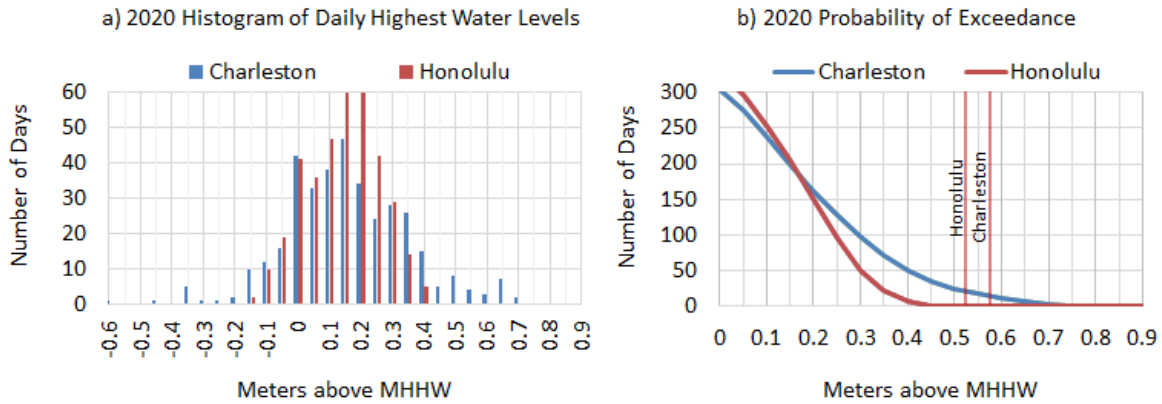 a) 2020 Histogram of Daily Highest Water Levels
Charleston Honolulu
Number of Days
60
50
40
30
20
10
0
-0.6 -0.5 -0.4 -0.3 -0.2 -0.1 0 0.1 0.2 0.3 0.4 0.5 0.6 0.7 0.8 0.9
Meters above MHHW
b) 2020 Probability of Exceedance
Charleston Honolulu
Number of Days
300
250
200
150
100
50
0
Honolulu
Charleston
0 0.1 0.2 0.3 0.4 0.5 0.6 0.7 0.8 0.9
Meters above MHHW